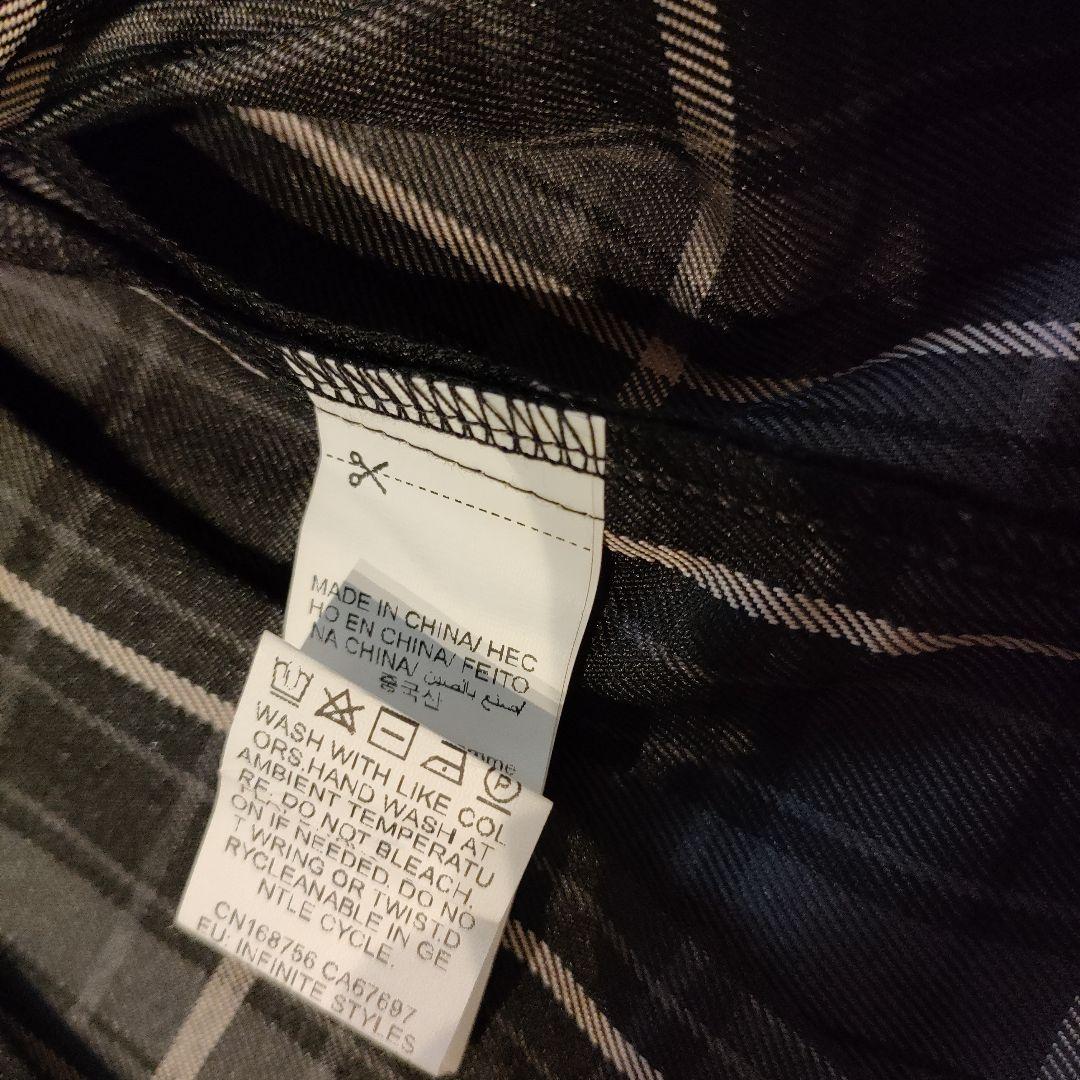 MADE IN CHINA/ HEC
HO EN CHINA/ FEITO
NA CHINA/ صنع بالصين/
중국산
WASH WITH LIKE COL
ORS.HAND WASH AT
AMBIENT TEMPERATU
RE. DO NOT BLEACH.
ON IF NEEDED. DO NO
T WRING OR TWIST.D
RYCLEANABLE IN GE
NTLE CYCLE.
CN168756 CA67697
EU: INFINITE STYLES